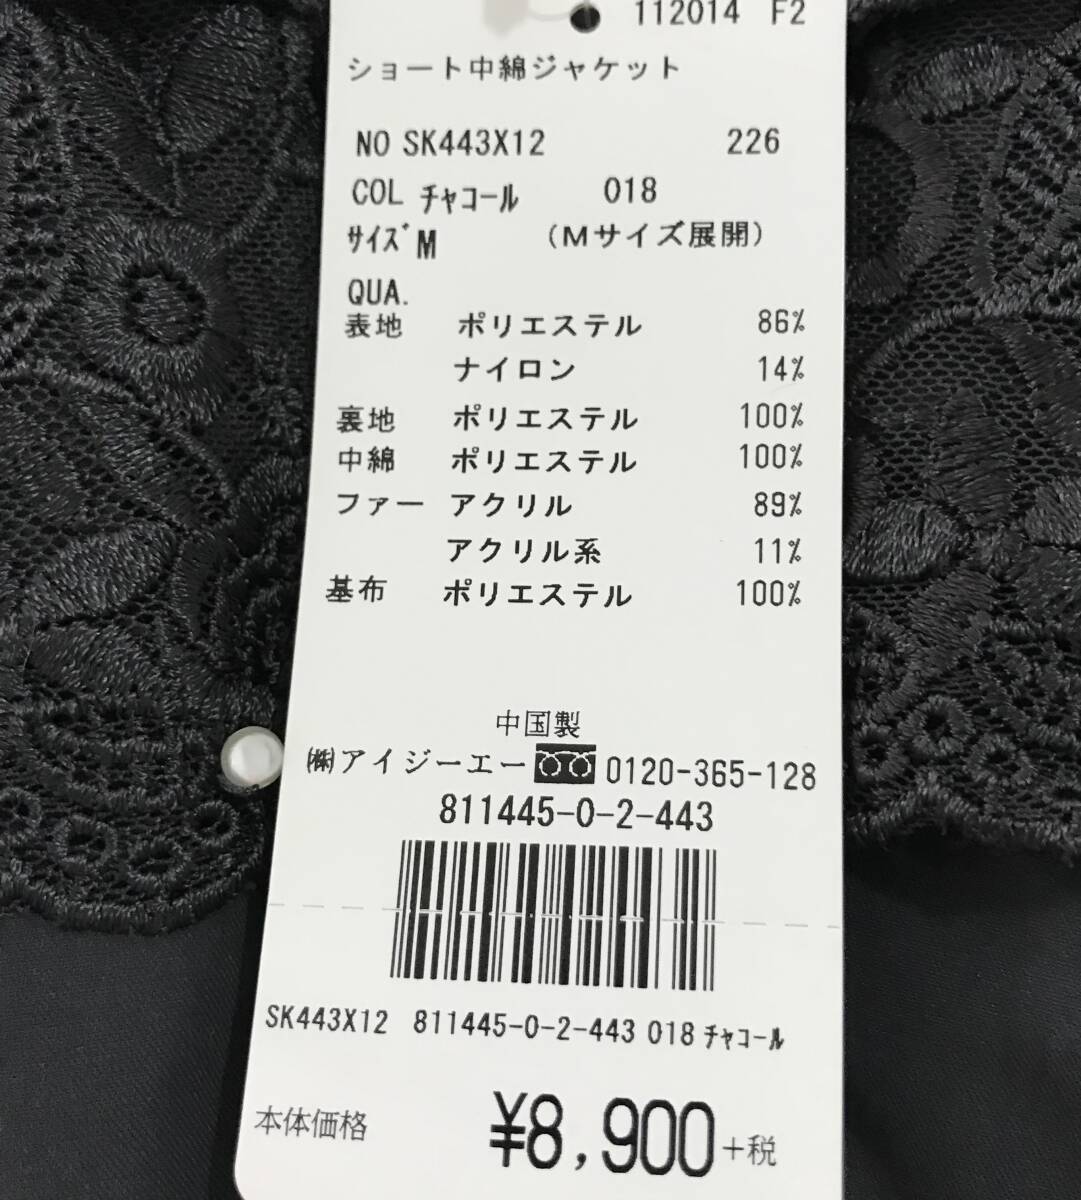 112014 F2
ショート中綿ジャケット
NO SK443X12 226
COL チャコール 018
サイズ M (Mサイズ展開)
QUA.
表地 ポリエステル 86%
ナイロン 14%
裏地 ポリエステル 100%
中綿 ポリエステル 100%
ファー アクリル 89%
アクリル系 11%
基布 ポリエステル 100%
中国製
㈱アイジーエー 0120-365-128
811445-0-2-443
SK443X12 811445-0-2-443 018 チャコール
本体価格 ¥8,900+税